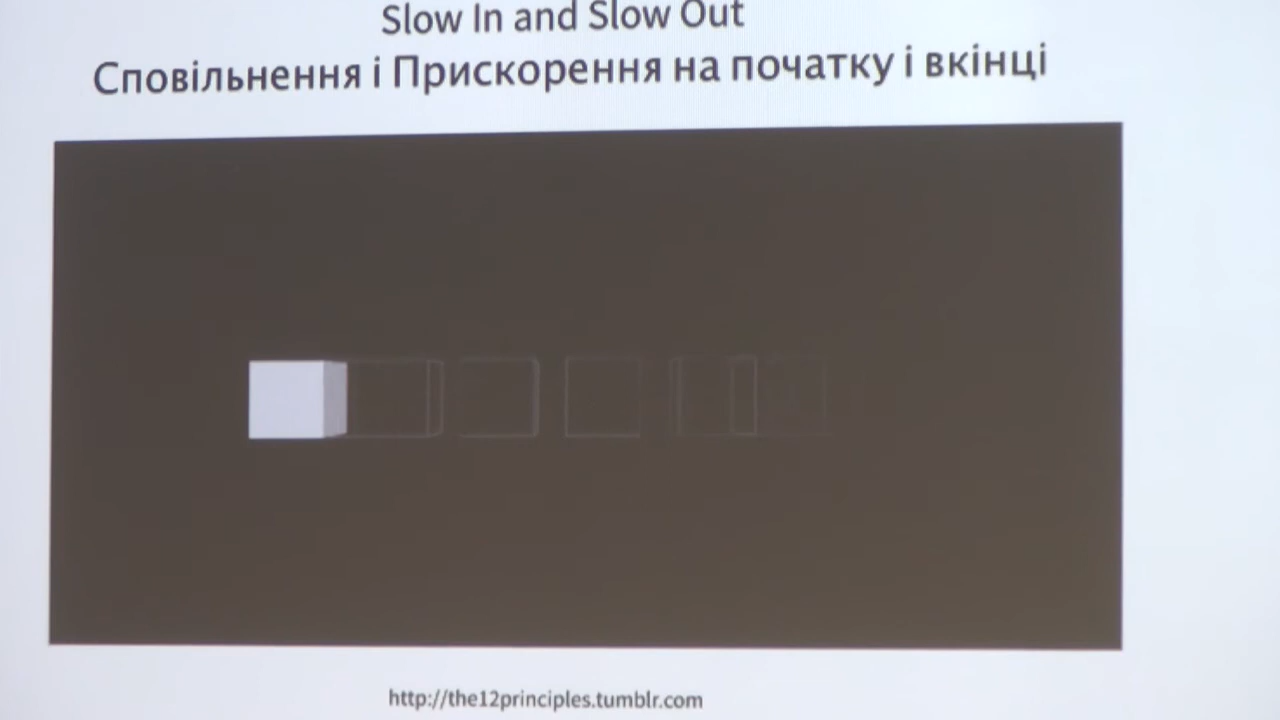 Slow In and Slow Out
Сповільнення і Прискорення на початку і вкінці
http://the12principles.tumblr.com